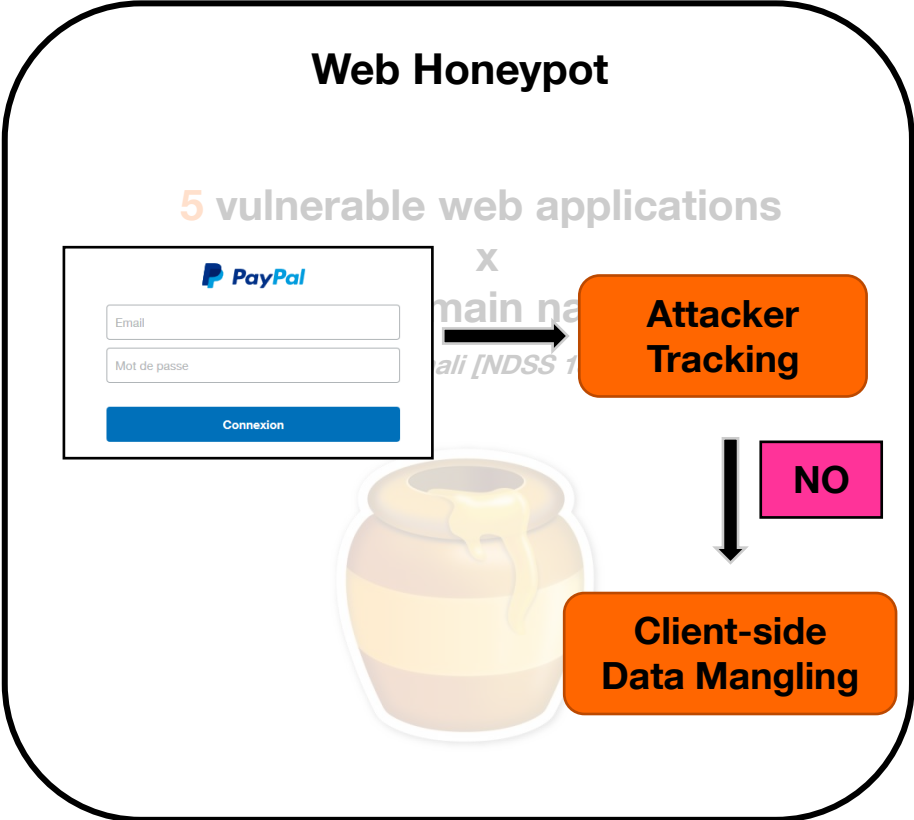 Web Honeypot
5 vulnerable web applications
x
PayPal
Email
Mot de passe
Connexion
[NDSS
Attacker
Tracking
NO
Client-side
Data Mangling